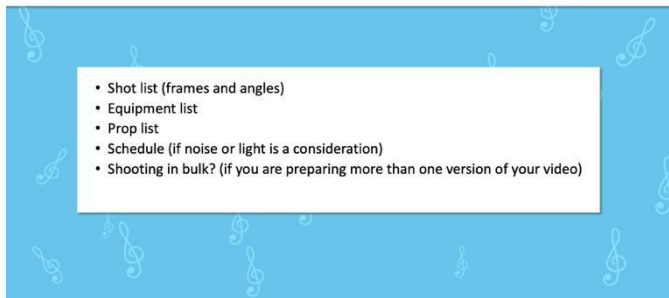 • Shot list (frames and angles)
• Equipment list
• Prop list
• Schedule (if noise or light is a consideration)
• Shooting in bulk? (if you are preparing more than one version of your video)